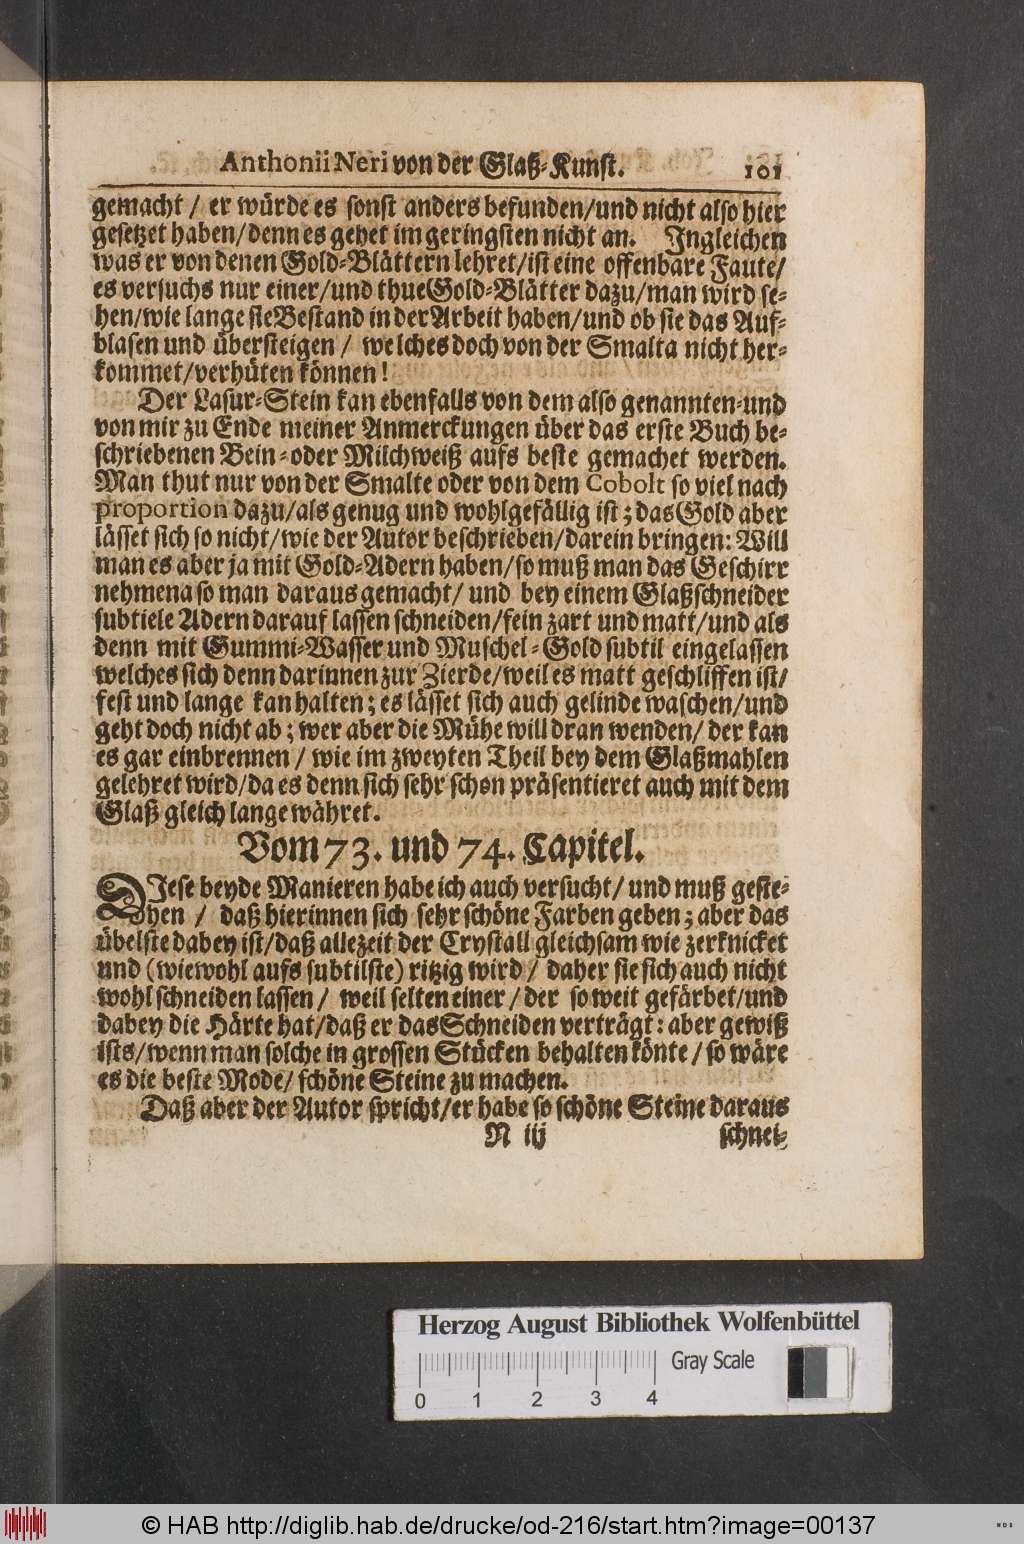 Anthonii Neri von der Glaß-Kunst. 101
gemacht / er würde es sonst anders befunden/und nicht also hier
gesetzet haben/denn es gehet im geringsten nicht an. Ingleichen
was er von denen Gold-Blättern lehret/ist eine offenbare Faute/
es versuchs nur einer/und thue Gold-Blätter dazu/man wird se-
hen/wie lange sie Bestand in der Arbeit haben/und ob sie das Auf-
blasen und übersteigen / welches doch von der Smalta nicht her-
kommet/verhüten können!
Der Lasur-Stein kan ebenfalls von dem also genannten-und
von mir zu Ende meiner Anmerckungen über das erste Buch be-
schriebenen Bein-oder Milchweiß aufs beste gemachet werden.
Man thut nur von der Smalte oder von dem Cobolt so viel nach
proportion dazu/als genug und wohlgefällig ist; das Gold aber
lässet sich so nicht/wie der Autor beschrieben/darein bringen: Will
man es aber ja mit Gold-Adern haben/so muß man das Geschirr
nehmen a so man daraus gemacht/ und bey einem Glaßschneider
subtiele Adern darauf lassen schneiden/fein zart und matt/und als
denn mit Gummi-Wasser und Muschel-Gold subtil eingelassen
welches sich denn darinnen zur Zierde/weil es matt geschliffen ist/
fest und lange kan halten; es lässet sich auch gelinde waschen/und
geht doch nicht ab; wer aber die Mühe will dran wenden/ der kan
es gar einbrennen / wie im zweyten Theil bey dem Glaßmahlen
gelehret wird/da es denn sich sehr schön präsentieret auch mit dem
Glaß gleich lange währet.
Vom 73. und 74. Capitel.
DIese beyde Manieren habe ich auch versucht/ und muß geste-
hen / daß hierinnen sich sehr schöne Farben geben; aber das
übelste dabey ist/daß allezeit der Crystall gleichsam wie zerknicket
und (wiewohl aufs subtilste) ritzig wird / daher sie sich auch nicht
wohl schneiden lassen / weil selten einer / der so weit gefärbet/und
dabey die Härte hat/daß er das Schneiden verträgt: aber gewiß
ists/wenn man solche in grossen Stücken behalten könte / so wäre
es die beste Mode/ schöne Steine zu machen.
Daß aber der Autor spricht/er habe so schöne Steine daraus
N iij schnei-
Herzog August Bibliothek Wolfenbüttel
Gray Scale
0 1 2 3 4
© HAB http://diglib.hab.de/drucke/od-216/start.htm?image=00137